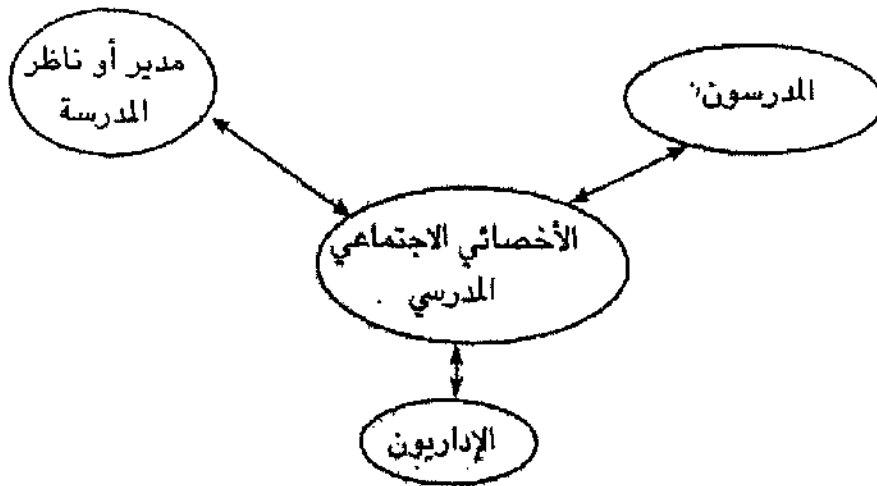 مدير أو ناظر
المدرسة
المدرسون
الأخصائي الاجتماعي
المدرسي
الإداريون